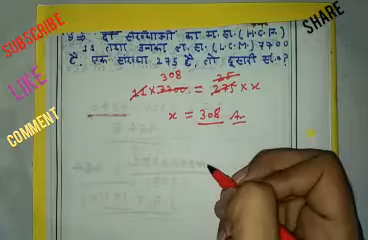 SUBSCRIBE
SHARE
LIKE
COMMENT
दो संख्याओं का म.स. (H.C.F.)
11 तथा उनका ल.स. (L.C.M.) 7700
है. एक संख्या 275 है, तो दूसरी सं.?
308 25
11 × 7700 = 275 × x
x = 308 Ans